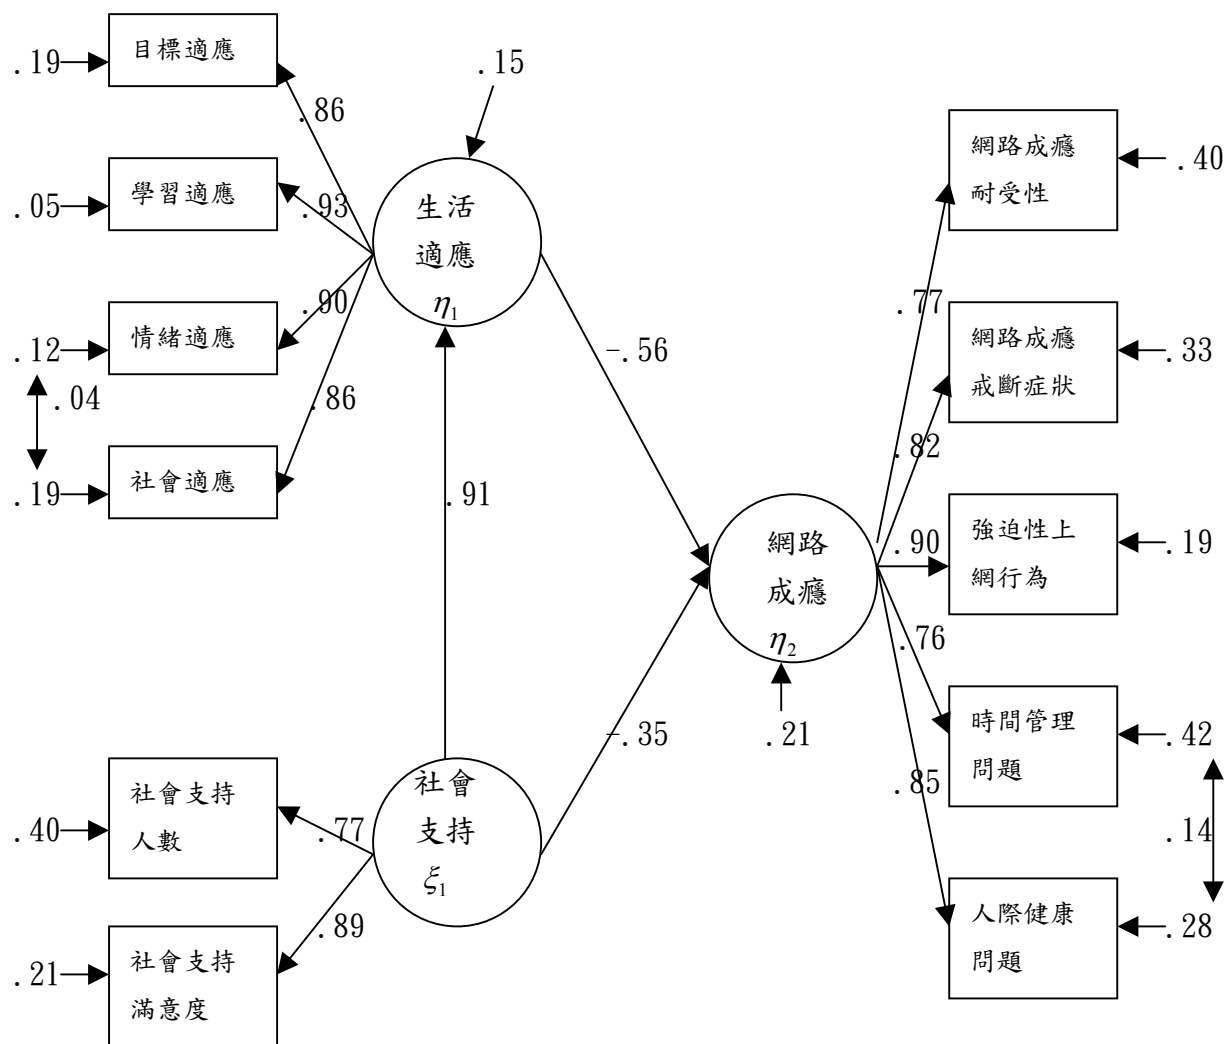 目標適應
.19
.86
.15
學習適應
.05
.93
生活
適應
η₁
情緒適應
.12
.90
.04
社會適應
.19
.86
-.56
.91
網路成癮
耐受性
.40
.77
網路成癮
戒斷症狀
.33
.82
網路
成癮
η₂
.21
強迫性上
網行為
.19
.90
時間管理
問題
.42
.76
.14
人際健康
問題
.28
.85
-.35
社會
支持
ξ₁
社會支持
人數
.40
.77
社會支持
滿意度
.21
.89